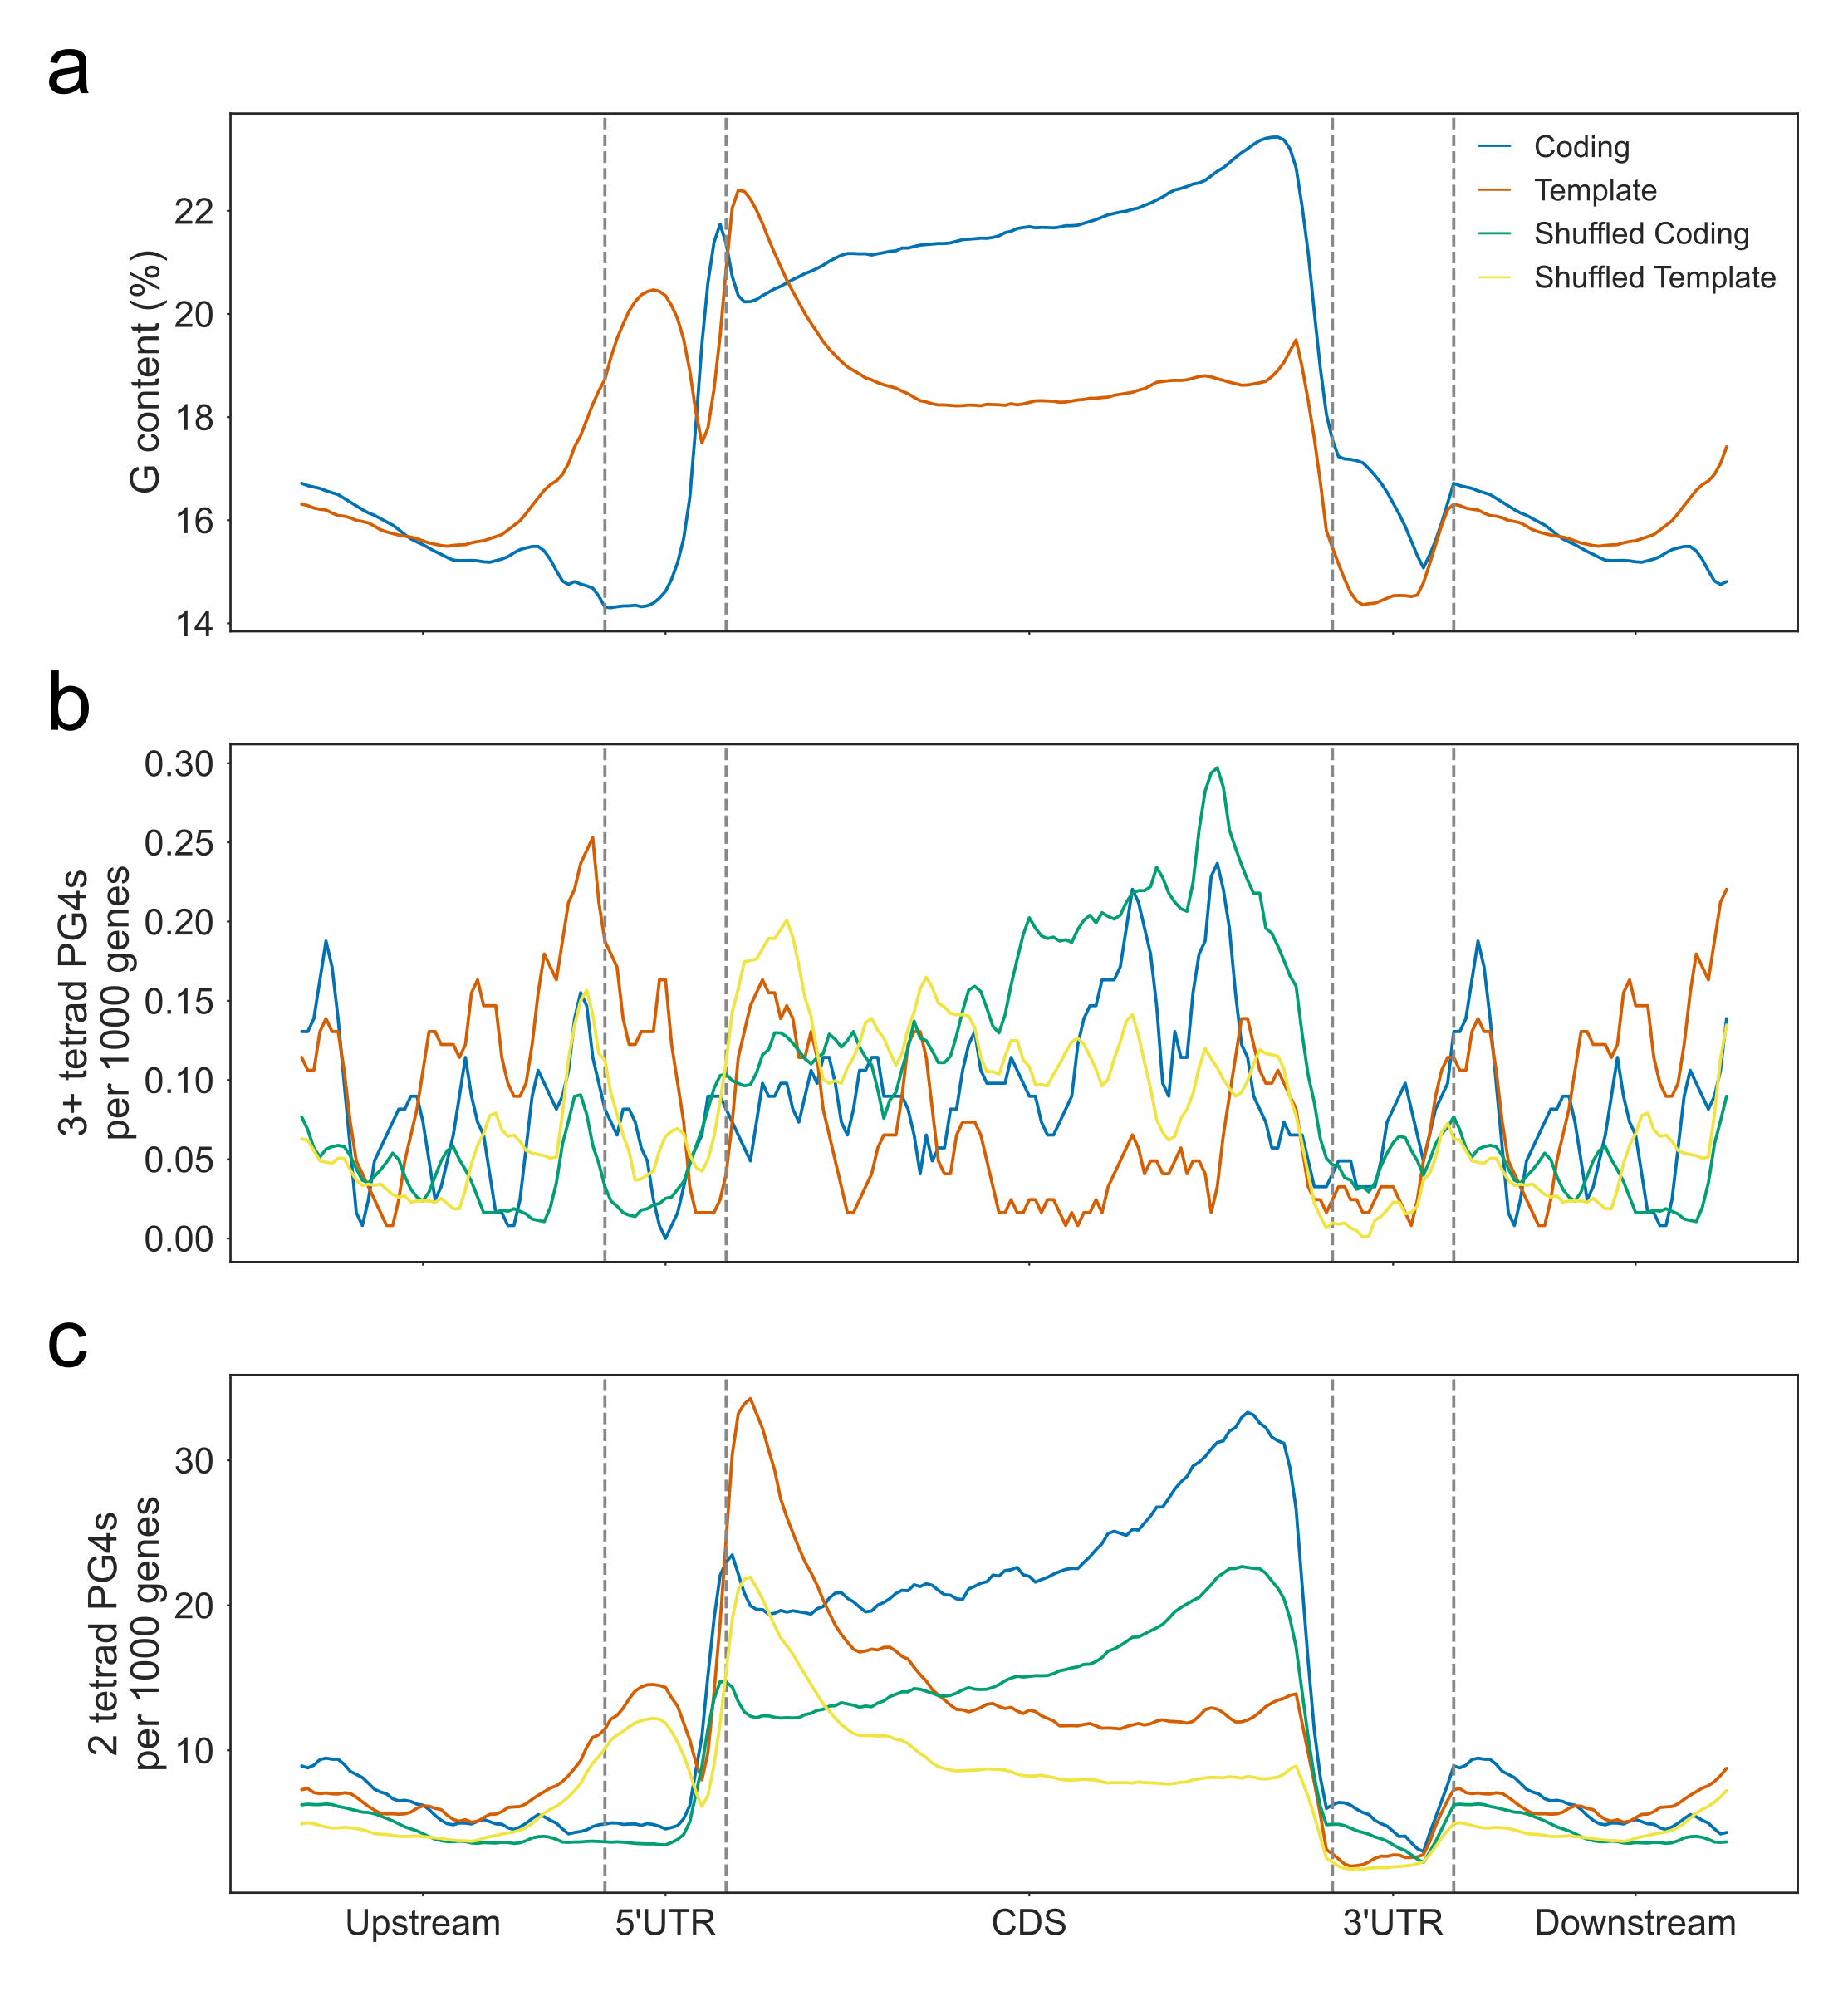 a
G content (%)
22
20
18
16
14
Coding
Template
Shuffled Coding
Shuffled Template
b
3+ tetrad PG4s
per 1000 genes
0.30
0.25
0.20
0.15
0.10
0.05
0.00
c
2 tetrad PG4s
per 1000 genes
30
20
10
Upstream
5'UTR
CDS
3'UTR
Downstream